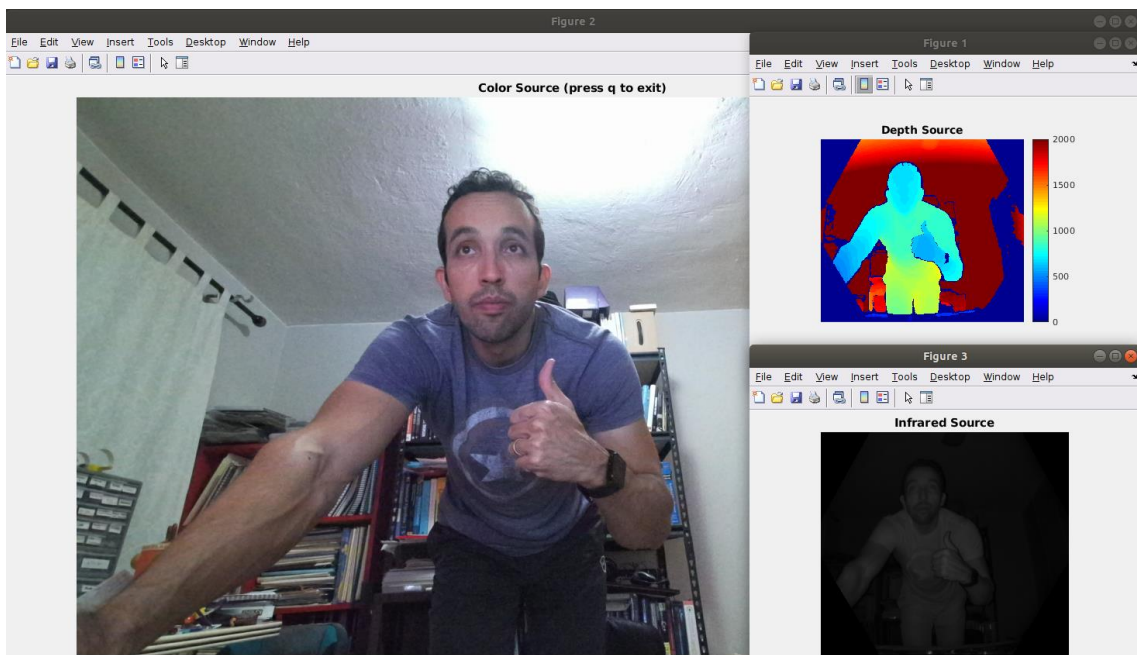 Figure 2
File Edit View Insert Tools Desktop Window Help
Color Source (press q to exit)
Figure 1
File Edit View Insert Tools Desktop Window Help
Depth Source
2000
1500
1000
500
0
Figure 3
File Edit View Insert Tools Desktop Window Help
Infrared Source